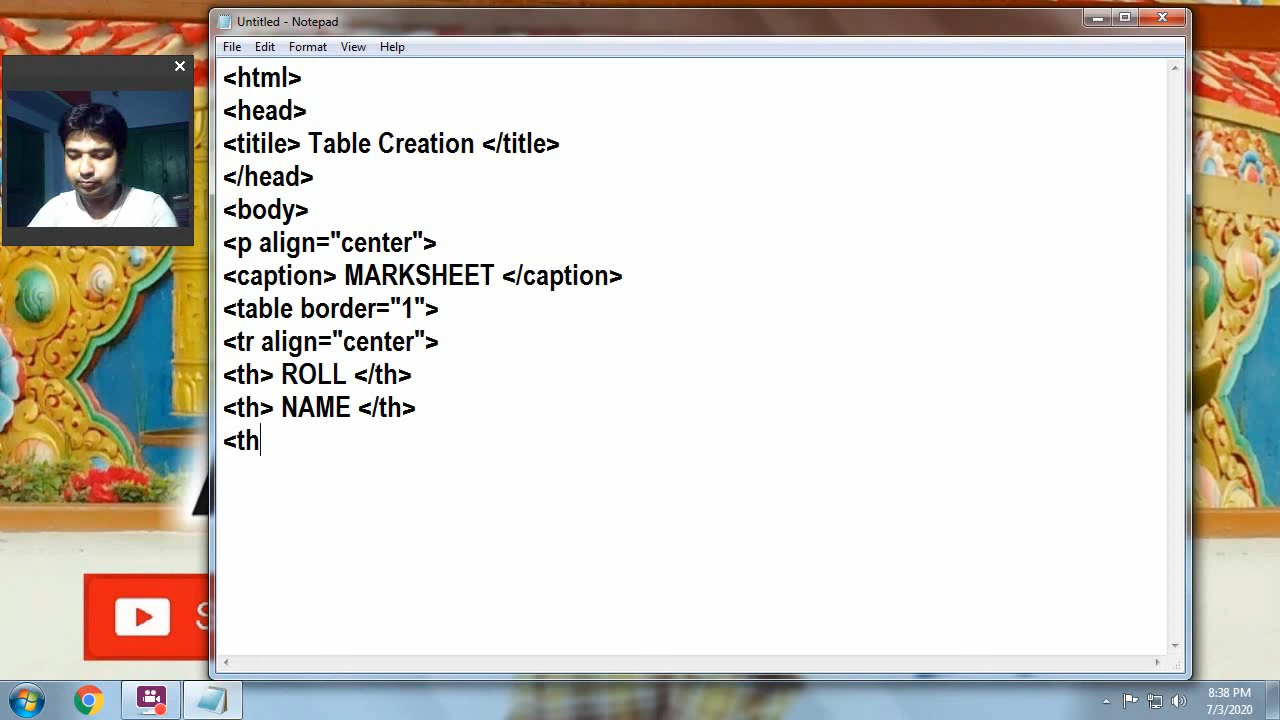 Untitled - Notepad
File Edit Format View Help
<html>
<head>
<titile> Table Creation </title>
</head>
<body>
<p align="center">
<caption> MARKSHEET </caption>
<table border="1">
<tr align="center">
<th> ROLL </th>
<th> NAME </th>
<th
S
8:38 PM
7/3/2020